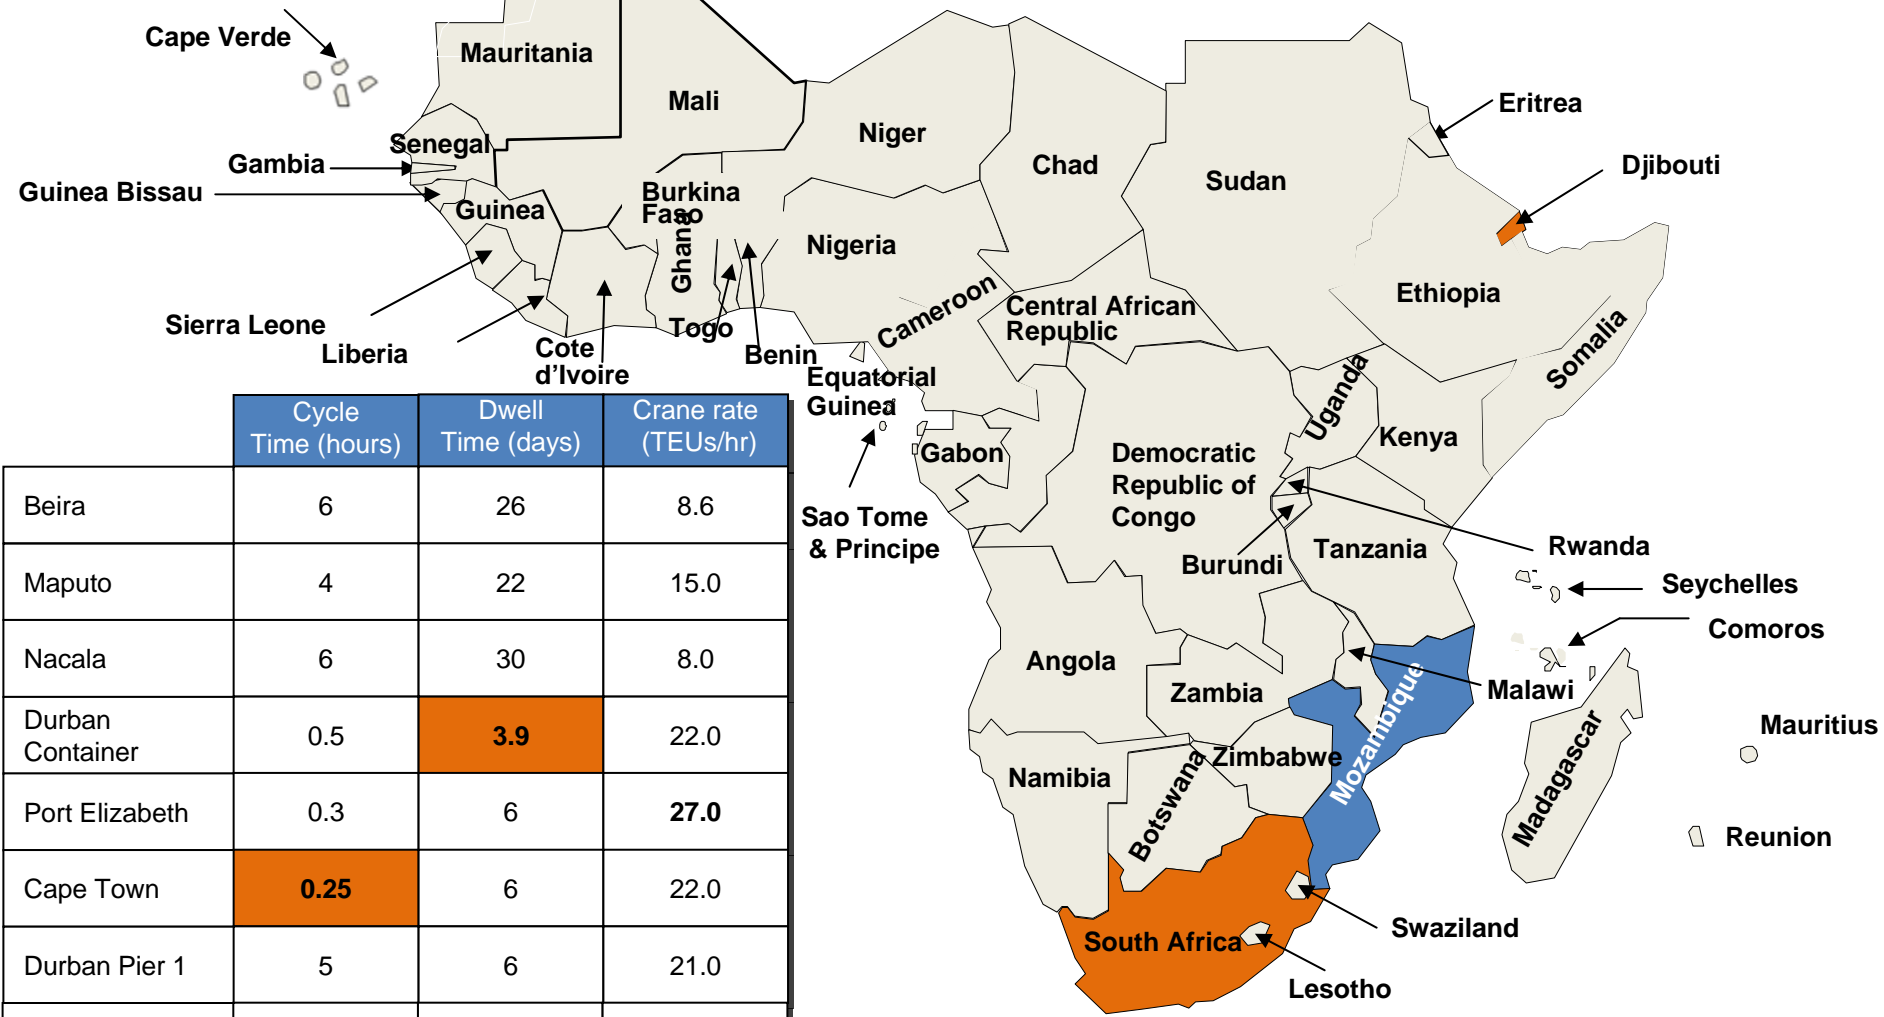 Cape Verde
Mauritania
Mali
Niger
Chad
Sudan
Eritrea
Djibouti
Senegal
Gambia
Guinea Bissau
Guinea
Burkina
Faso
Ghana
Nigeria
Cameroon
Central African
Republic
Ethiopia
Somalia
Sierra Leone
Liberia
Cote
d'Ivoire
Togo
Benin
Equatorial
Guinea
Uganda
Kenya
Gabon
Democratic
Republic of
Congo
Sao Tome
& Principe
Burundi
Tanzania
Rwanda
Seychelles
Comoros
Angola
Zambia
Malawi
Mozambique
Mauritius
Madagascar
Namibia
Botswana
Zimbabwe
Reunion
South Africa
Swaziland
Lesotho
Cycle Dwell Crane rate
Time (hours) Time (days) (TEUs/hr)
Beira 6 26 8.6
Maputo 4 22 15.0
Nacala 6 30 8.0
Durban
Container 0.5 3.9 22.0
Port Elizabeth 0.3 6 27.0
Cape Town 0.25 6 22.0
Durban Pier 1 5 6 21.0